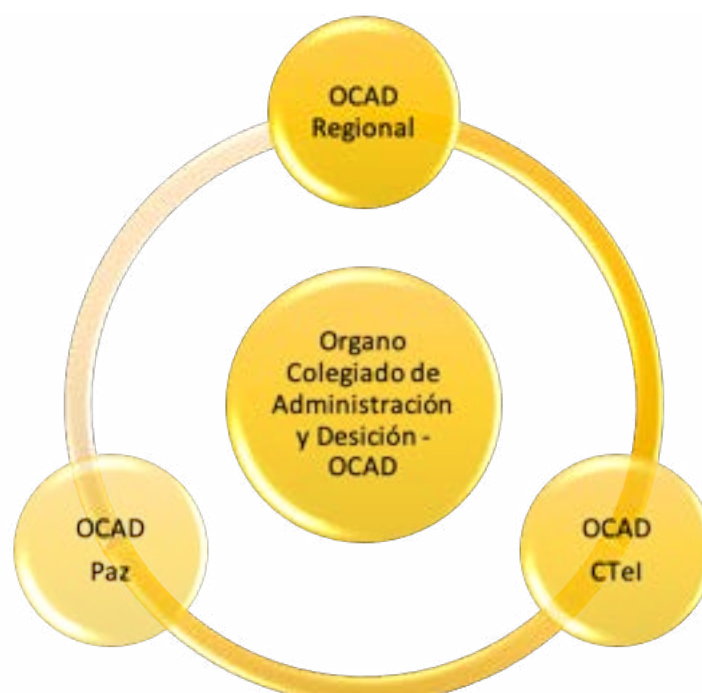 OCAD
Regional
Organo
Colegiado de
Administración
y Desición -
OCAD
OCAD
Paz
OCAD
CTeI